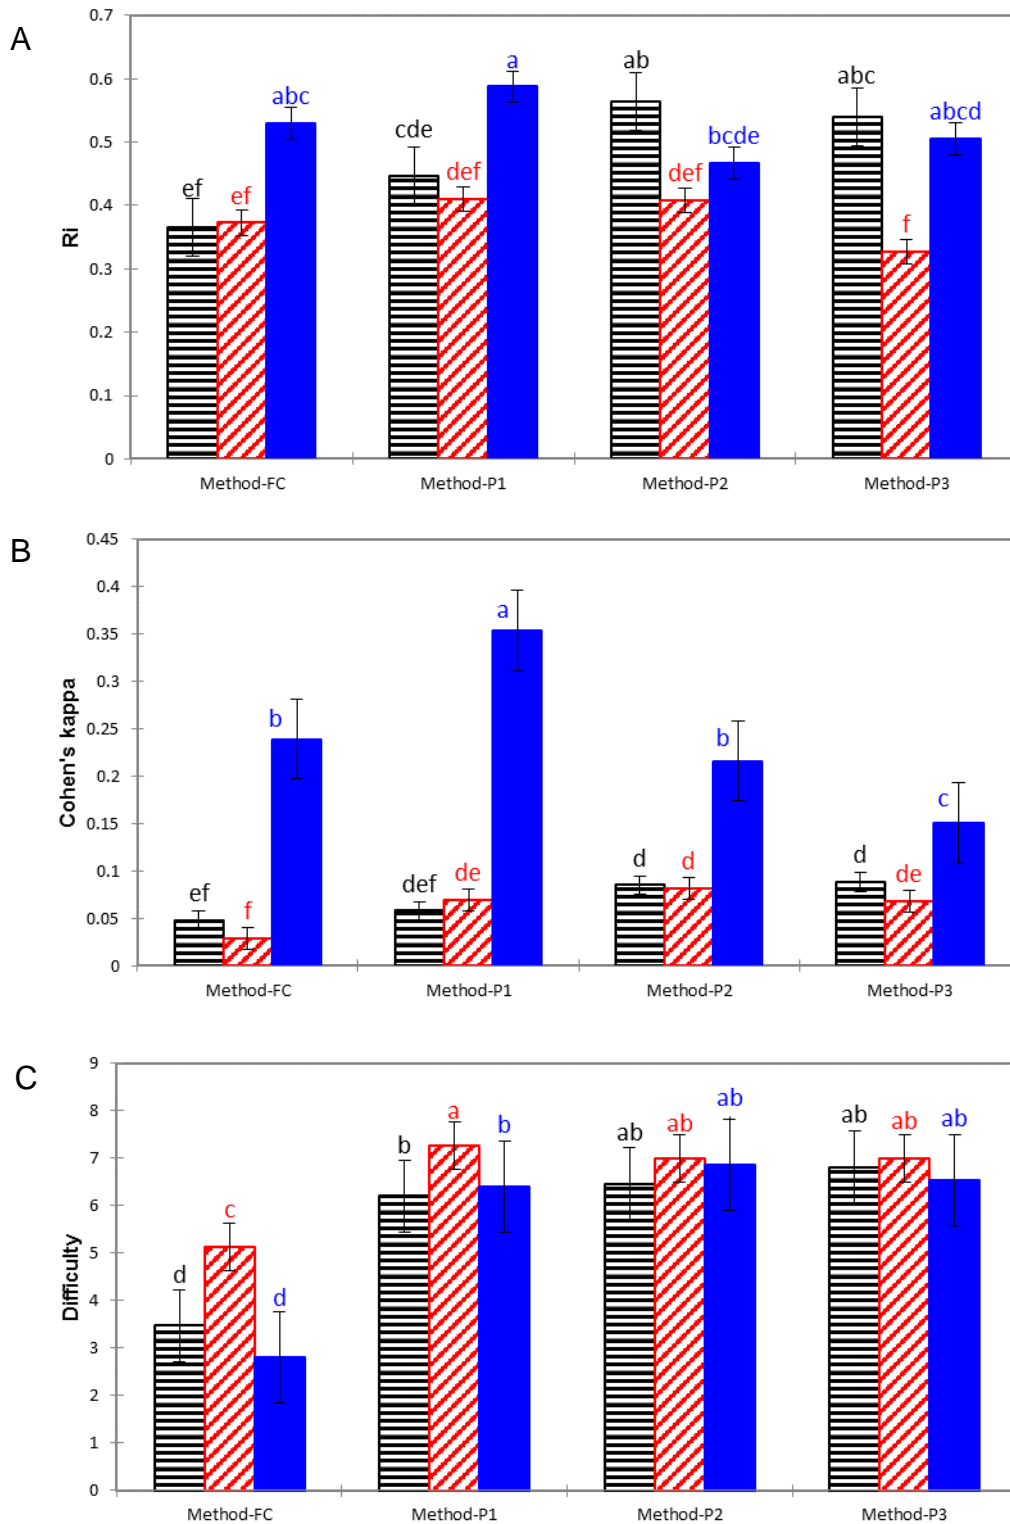 A
0.7
0.6
0.5
0.4
0.3
0.2
0.1
0
Ri
ef
ef
abc
cde
def
a
ab
def
bcde
abc
f
abcd
Method-FC
Method-P1
Method-P2
Method-P3
B
0.45
0.4
0.35
0.3
0.25
0.2
0.15
0.1
0.05
0
Cohen's kappa
ef
f
b
def
de
a
d
d
b
d
de
c
Method-FC
Method-P1
Method-P2
Method-P3
C
9
8
7
6
5
4
3
2
1
0
Difficulty
d
c
d
b
a
b
ab
ab
ab
ab
ab
ab
Method-FC
Method-P1
Method-P2
Method-P3